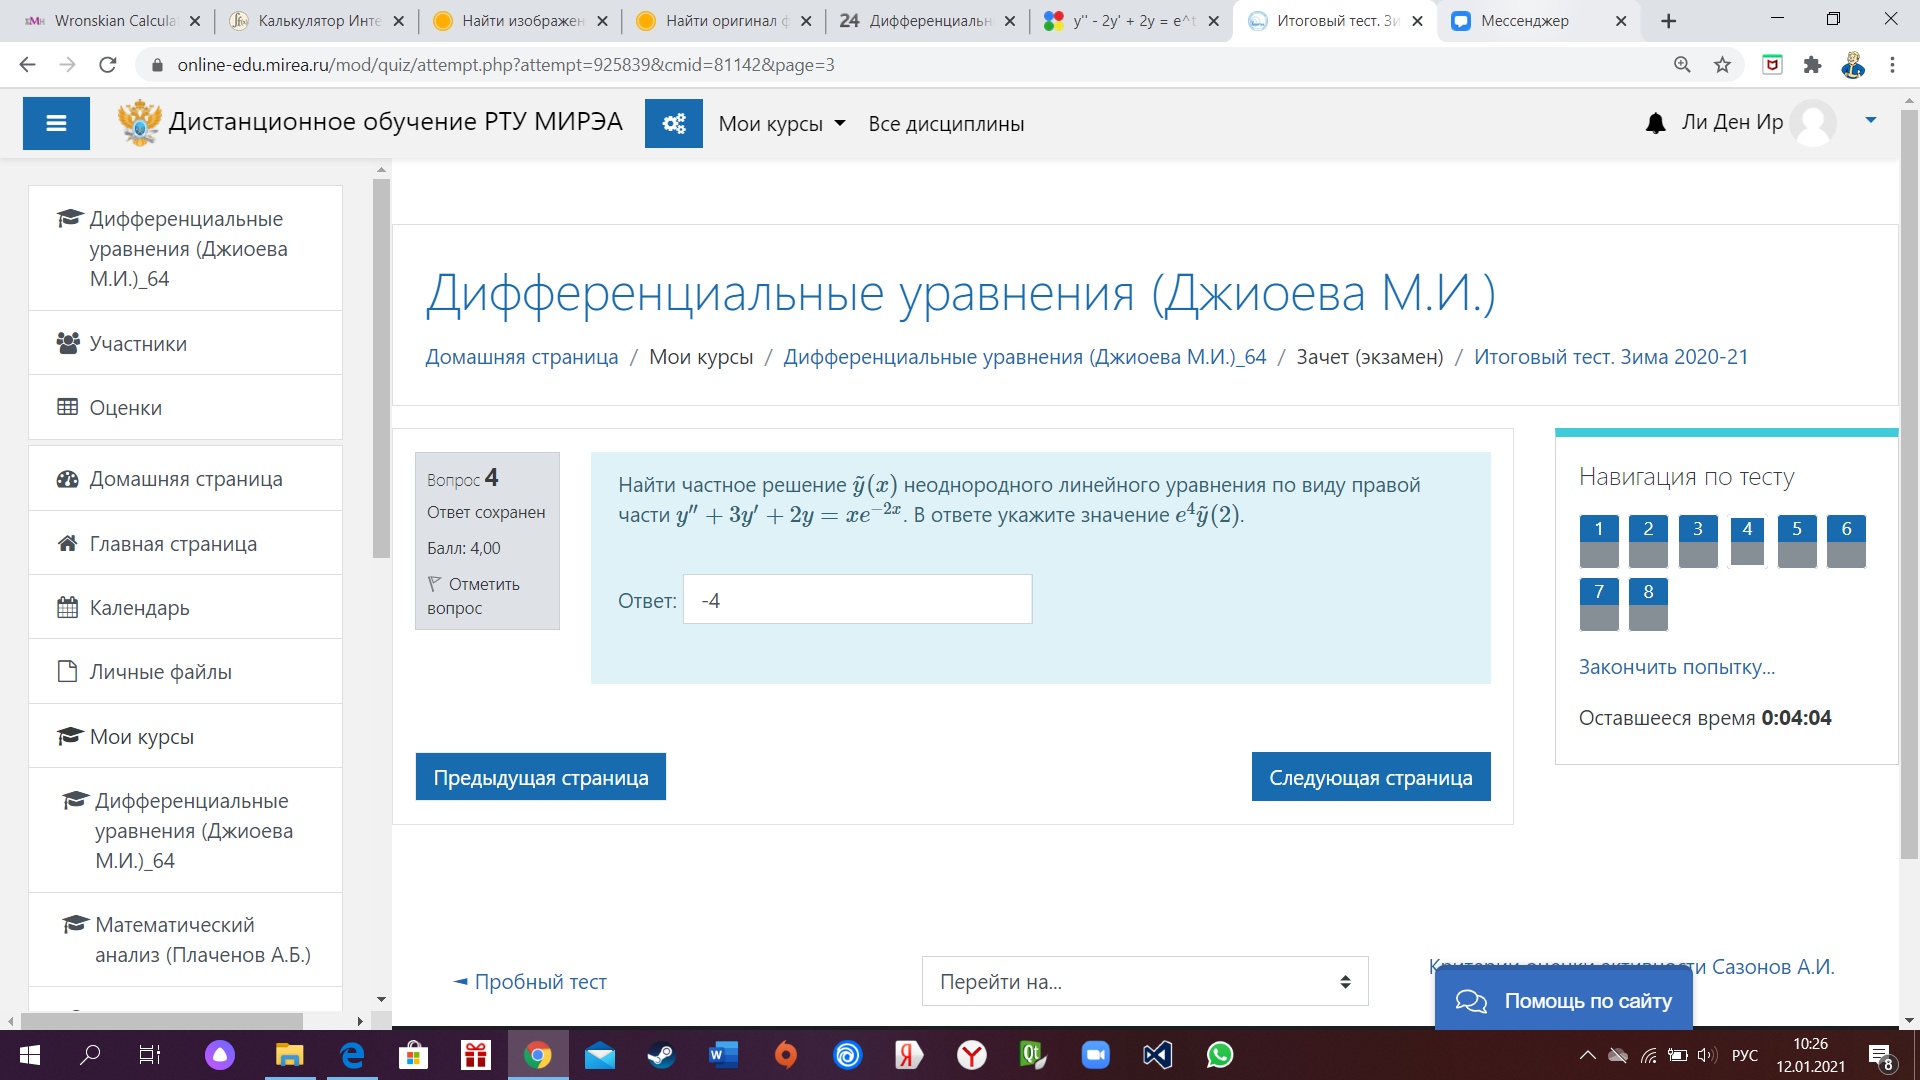 Wronskian Calcula
Калькулятор Инте
Найти изображен
Найти оригинал ф
24 Дифференциальн
y'' - 2y' + 2y = e^t
Итоговый тест. Зи
Мессенджер
online-edu.mirea.ru/mod/quiz/attempt.php?attempt=925839&cmid=81142&page=3
Дистанционное обучение РТУ МИРЭА
Мои курсы
Все дисциплины
Ли Ден Ир
Дифференциальные
уравнения (Джиоева
М.И.)_64
Участники
Оценки
Домашняя страница
Главная страница
Календарь
Личные файлы
Мои курсы
Дифференциальные
уравнения (Джиоева
М.И.)_64
Математический
анализ (Плаченов А.Б.)
Дифференциальные уравнения (Джиоева М.И.)
Домашняя страница / Мои курсы / Дифференциальные уравнения (Джиоева М.И.)_64 / Зачет (экзамен) / Итоговый тест. Зима 2020-21
Вопрос 4
Ответ сохранен
Балл: 4,00
Отметить
вопрос
Найти частное решение ỹ(x) неоднородного линейного уравнения по виду правой
части y″ + 3y′ + 2y = xe⁻²ˣ. В ответе укажите значение e⁴ỹ(2).
Ответ: -4
Предыдущая страница
Следующая страница
Навигация по тесту
1 2 3 4 5 6
7 8
Закончить попытку...
Оставшееся время 0:04:04
◄ Пробный тест
Перейти на...
Критерии оценки активности Сазонов А.И.
Помощь по сайту
РУС
10:26
12.01.2021
8